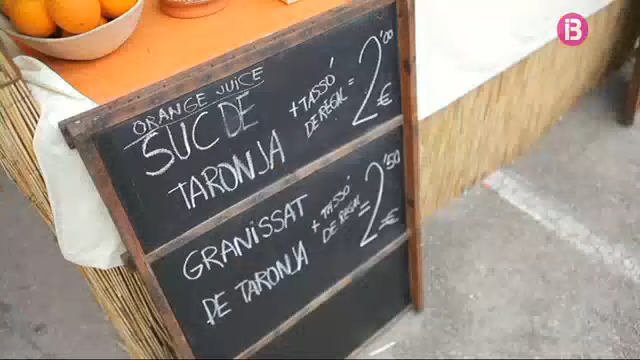 ORANGE JUICE
SUC DE
TARONJA
+ TASSÓ
DE REGAL
= 2'00 €
GRANISSAT
DE TARONJA
+ TASSÓ
DE REGAL
= 2'50 €
IB